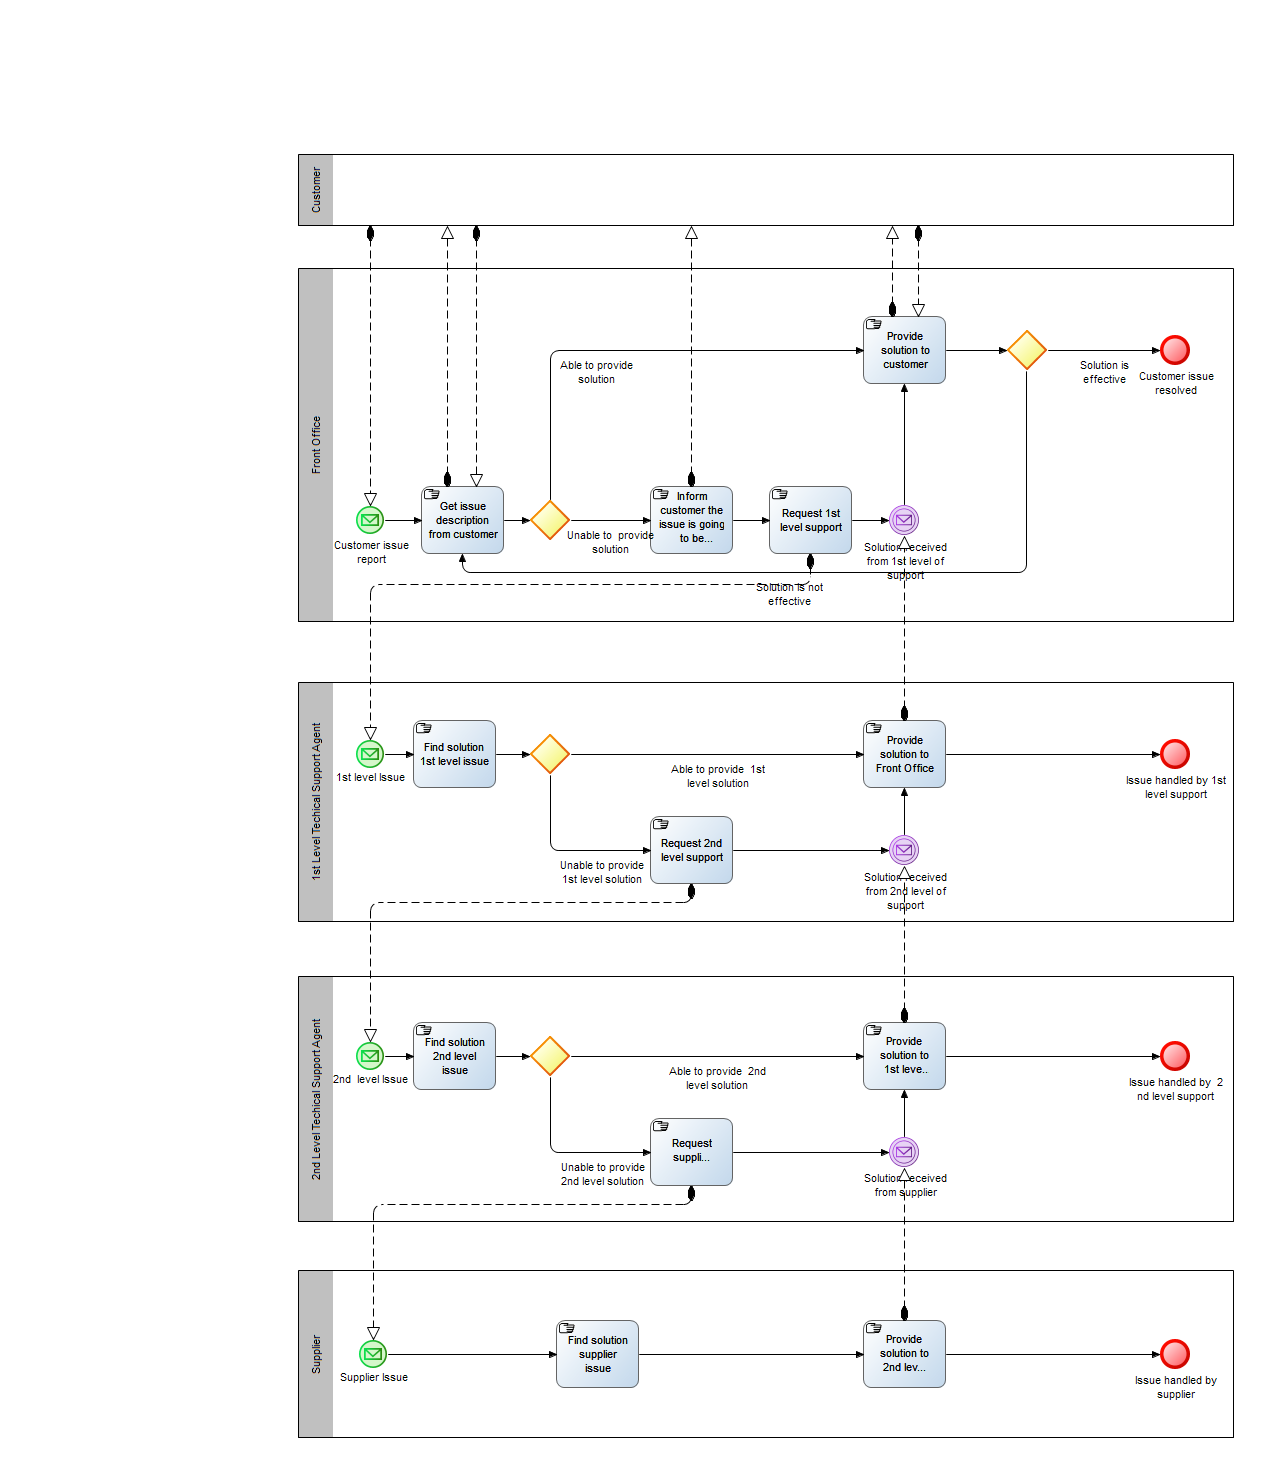 Customer
Front Office
Provide
solution to
customer
Able to provide
solution
Solution is
effective
Customer issue
resolved
Get issue
description
from customer
Inform
customer the
issue is going
to be...
Request 1st
level support
Customer issue
report
Unable to  provide
solution
Solution received
from 1st level of
support
Solution is not
effective
1st Level Techical Support Agent
Find solution
1st level issue
Provide
solution to
Front Office
1st level Issue
Able to provide  1st
level solution
Issue handled by 1st
level support
Request 2nd
level support
Unable to provide
1st level solution
Solution received
from 2nd level of
support
2nd Level Techical Support Agent
Find solution
2nd level
issue
Provide
solution to
1st leve..
2nd  level Issue
Able to provide  2nd
level solution
Issue handled by  2
nd level support
Request
suppli...
Unable to provide
2nd level solution
Solution received
from supplier
Supplier
Find solution
supplier
issue
Provide
solution to
2nd lev...
Supplier Issue
Issue handled by
supplier